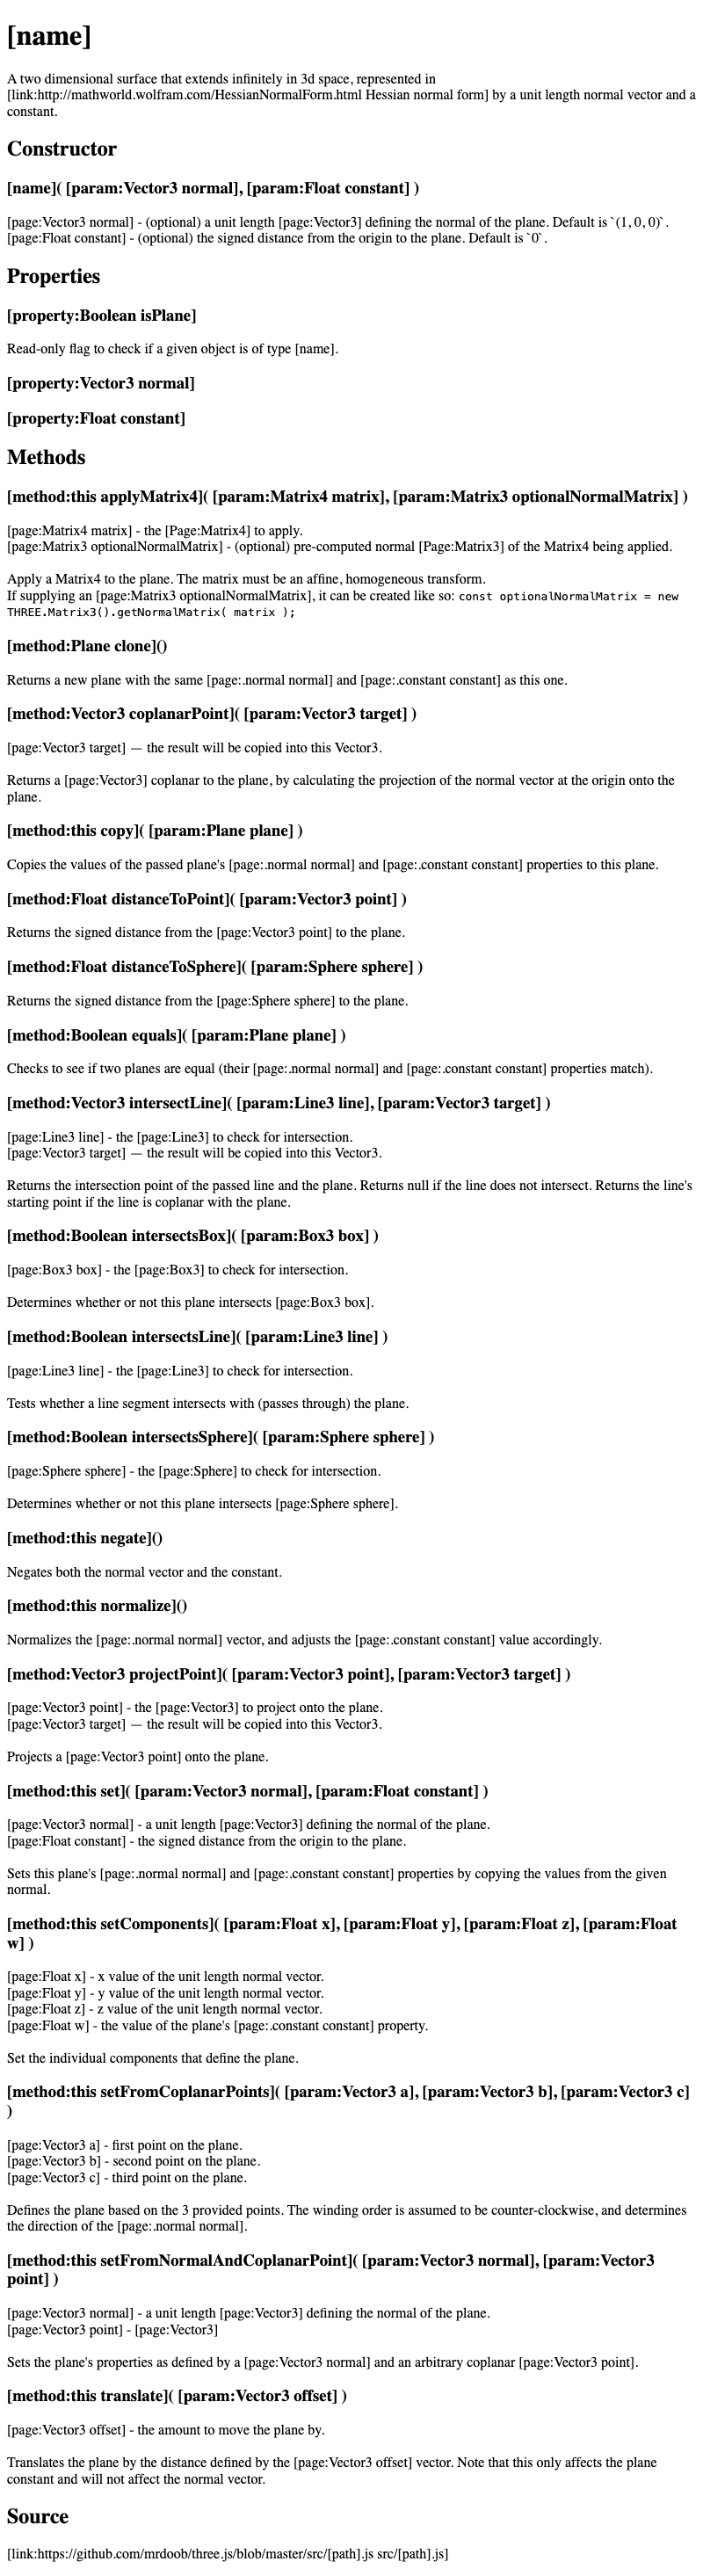 [name]
A two dimensional surface that extends infinitely in 3d space, represented in
[link:http://mathworld.wolfram.com/HessianNormalForm.html Hessian normal form] by a unit length normal vector and a
constant.
Constructor
[name]( [param:Vector3 normal], [param:Float constant] )
[page:Vector3 normal] - (optional) a unit length [page:Vector3] defining the normal of the plane. Default is `(1, 0, 0)`.
[page:Float constant] - (optional) the signed distance from the origin to the plane. Default is `0`.
Properties
[property:Boolean isPlane]
Read-only flag to check if a given object is of type [name].
[property:Vector3 normal]
[property:Float constant]
Methods
[method:this applyMatrix4]( [param:Matrix4 matrix], [param:Matrix3 optionalNormalMatrix] )
[page:Matrix4 matrix] - the [Page:Matrix4] to apply.
[page:Matrix3 optionalNormalMatrix] - (optional) pre-computed normal [Page:Matrix3] of the Matrix4 being applied.
Apply a Matrix4 to the plane. The matrix must be an affine, homogeneous transform.
If supplying an [page:Matrix3 optionalNormalMatrix], it can be created like so: const optionalNormalMatrix = new
THREE.Matrix3().getNormalMatrix( matrix );
[method:Plane clone]()
Returns a new plane with the same [page:.normal normal] and [page:.constant constant] as this one.
[method:Vector3 coplanarPoint]( [param:Vector3 target] )
[page:Vector3 target] — the result will be copied into this Vector3.
Returns a [page:Vector3] coplanar to the plane, by calculating the projection of the normal vector at the origin onto the
plane.
[method:this copy]( [param:Plane plane] )
Copies the values of the passed plane's [page:.normal normal] and [page:.constant constant] properties to this plane.
[method:Float distanceToPoint]( [param:Vector3 point] )
Returns the signed distance from the [page:Vector3 point] to the plane.
[method:Float distanceToSphere]( [param:Sphere sphere] )
Returns the signed distance from the [page:Sphere sphere] to the plane.
[method:Boolean equals]( [param:Plane plane] )
Checks to see if two planes are equal (their [page:.normal normal] and [page:.constant constant] properties match).
[method:Vector3 intersectLine]( [param:Line3 line], [param:Vector3 target] )
[page:Line3 line] - the [page:Line3] to check for intersection.
[page:Vector3 target] — the result will be copied into this Vector3.
Returns the intersection point of the passed line and the plane. Returns null if the line does not intersect. Returns the line's
starting point if the line is coplanar with the plane.
[method:Boolean intersectsBox]( [param:Box3 box] )
[page:Box3 box] - the [page:Box3] to check for intersection.
Determines whether or not this plane intersects [page:Box3 box].
[method:Boolean intersectsLine]( [param:Line3 line] )
[page:Line3 line] - the [page:Line3] to check for intersection.
Tests whether a line segment intersects with (passes through) the plane.
[method:Boolean intersectsSphere]( [param:Sphere sphere] )
[page:Sphere sphere] - the [page:Sphere] to check for intersection.
Determines whether or not this plane intersects [page:Sphere sphere].
[method:this negate]()
Negates both the normal vector and the constant.
[method:this normalize]()
Normalizes the [page:.normal normal] vector, and adjusts the [page:.constant constant] value accordingly.
[method:Vector3 projectPoint]( [param:Vector3 point], [param:Vector3 target] )
[page:Vector3 point] - the [page:Vector3] to project onto the plane.
[page:Vector3 target] — the result will be copied into this Vector3.
Projects a [page:Vector3 point] onto the plane.
[method:this set]( [param:Vector3 normal], [param:Float constant] )
[page:Vector3 normal] - a unit length [page:Vector3] defining the normal of the plane.
[page:Float constant] - the signed distance from the origin to the plane.
Sets this plane's [page:.normal normal] and [page:.constant constant] properties by copying the values from the given
normal.
[method:this setComponents]( [param:Float x], [param:Float y], [param:Float z], [param:Float
w] )
[page:Float x] - x value of the unit length normal vector.
[page:Float y] - y value of the unit length normal vector.
[page:Float z] - z value of the unit length normal vector.
[page:Float w] - the value of the plane's [page:.constant constant] property.
Set the individual components that define the plane.
[method:this setFromCoplanarPoints]( [param:Vector3 a], [param:Vector3 b], [param:Vector3 c]
)
[page:Vector3 a] - first point on the plane.
[page:Vector3 b] - second point on the plane.
[page:Vector3 c] - third point on the plane.
Defines the plane based on the 3 provided points. The winding order is assumed to be counter-clockwise, and determines
the direction of the [page:.normal normal].
[method:this setFromNormalAndCoplanarPoint]( [param:Vector3 normal], [param:Vector3
point] )
[page:Vector3 normal] - a unit length [page:Vector3] defining the normal of the plane.
[page:Vector3 point] - [page:Vector3]
Sets the plane's properties as defined by a [page:Vector3 normal] and an arbitrary coplanar [page:Vector3 point].
[method:this translate]( [param:Vector3 offset] )
[page:Vector3 offset] - the amount to move the plane by.
Translates the plane by the distance defined by the [page:Vector3 offset] vector. Note that this only affects the plane
constant and will not affect the normal vector.
Source
[link:https://github.com/mrdoob/three.js/blob/master/src/[path].js src/[path].js]